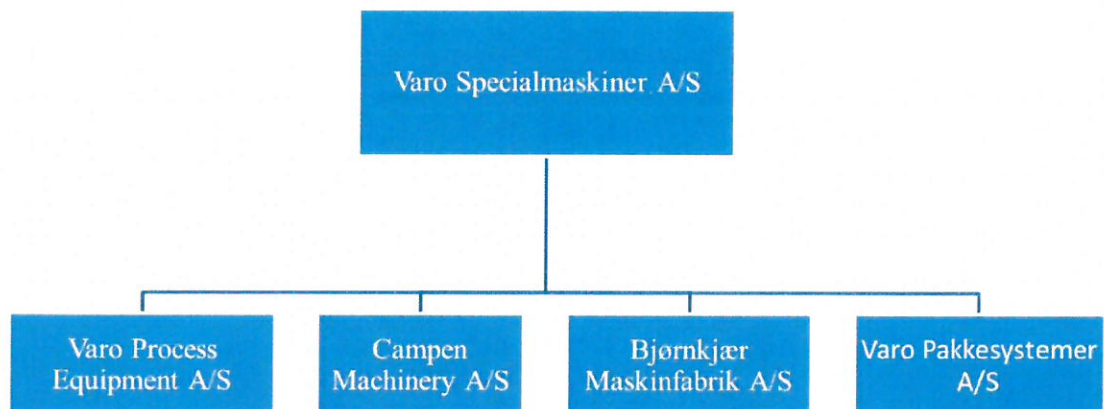 Varo Specialmaskiner A/S
Varo Process
Equipment A/S
Campen
Machinery A/S
Bjørnkjær
Maskinfabrik A/S
Varo Pakkesystemer
A/S